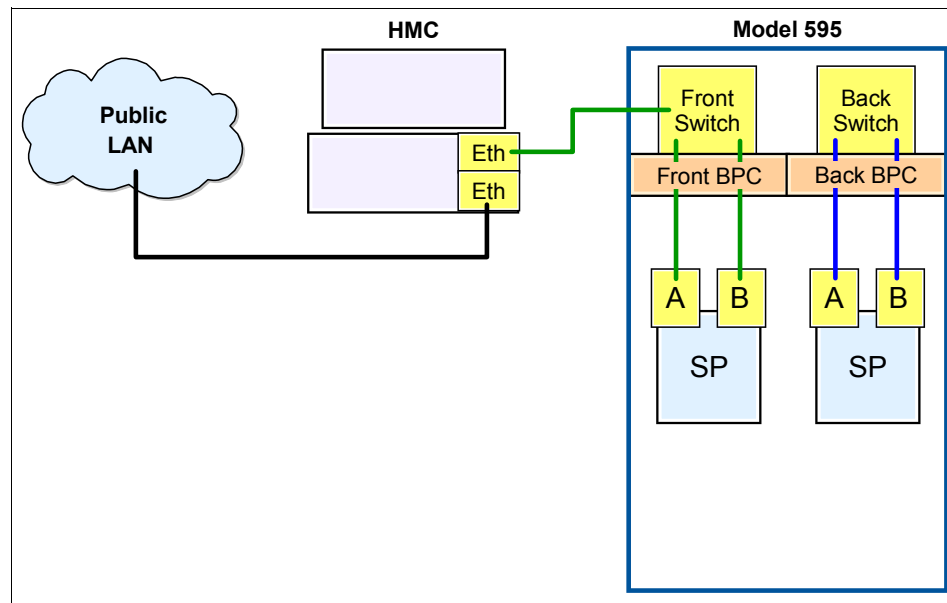 HMC
Model 595
Public
LAN
Eth
Eth
Front
Switch
Back
Switch
Front BPC
Back BPC
A
B
A
B
SP
SP